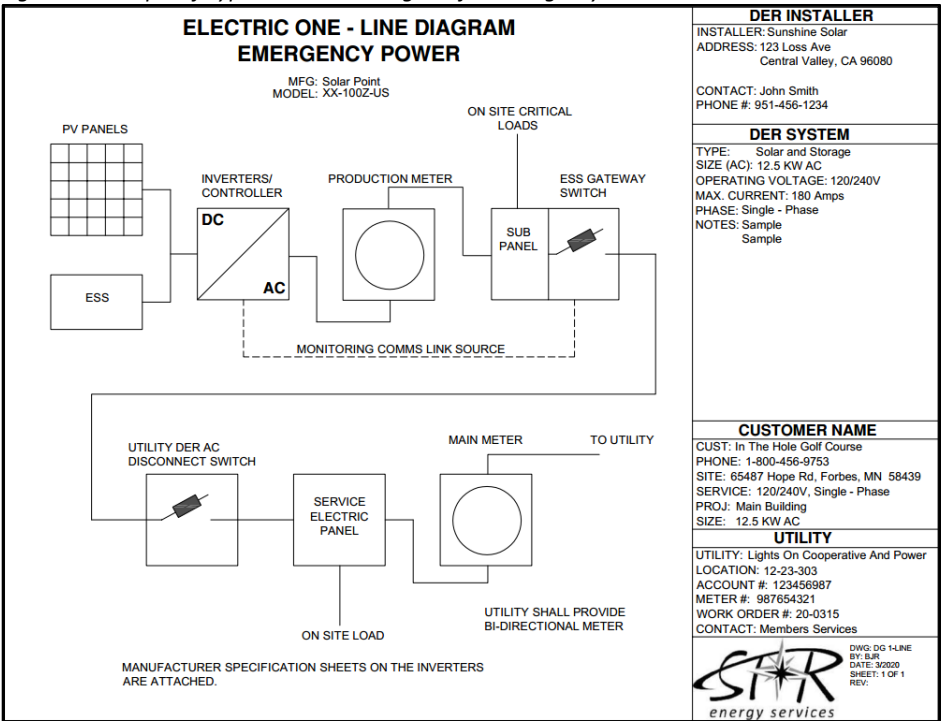 ELECTRIC ONE - LINE DIAGRAM
EMERGENCY POWER
MFG: Solar Point
MODEL: XX-100Z-US
ON SITE CRITICAL
LOADS
PV PANELS
INVERTERS/
CONTROLLER
PRODUCTION METER
ESS GATEWAY
SWITCH
DC
AC
SUB
PANEL
ESS
MONITORING COMMS LINK SOURCE
UTILITY DER AC
DISCONNECT SWITCH
MAIN METER
TO UTILITY
SERVICE
ELECTRIC
PANEL
ON SITE LOAD
UTILITY SHALL PROVIDE
BI-DIRECTIONAL METER
MANUFACTURER SPECIFICATION SHEETS ON THE INVERTERS
ARE ATTACHED.
DER INSTALLER
INSTALLER: Sunshine Solar
ADDRESS: 123 Loss Ave
Central Valley, CA 96080
CONTACT: John Smith
PHONE #: 951-456-1234
DER SYSTEM
TYPE: Solar and Storage
SIZE (AC): 12.5 KW AC
OPERATING VOLTAGE: 120/240V
MAX. CURRENT: 180 Amps
PHASE: Single - Phase
NOTES: Sample
Sample
CUSTOMER NAME
CUST: In The Hole Golf Course
PHONE: 1-800-456-9753
SITE: 65487 Hope Rd, Forbes, MN 58439
SERVICE: 120/240V, Single - Phase
PROJ: Main Building
SIZE: 12.5 KW AC
UTILITY
UTILITY: Lights On Cooperative And Power
LOCATION: 12-23-303
ACCOUNT #: 123456987
METER #: 987654321
WORK ORDER #: 20-0315
CONTACT: Members Services
STAR
energy services
DWG: DG 1-LINE
BY: BJR
DATE: 3/2020
SHEET: 1 OF 1
REV: